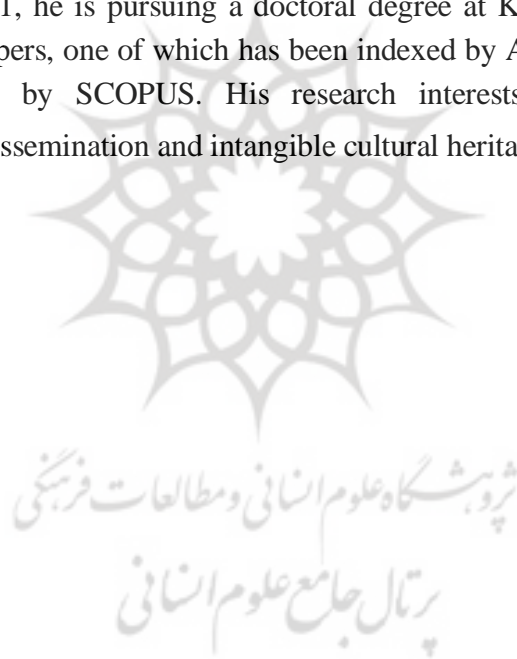 1, he is pursuing a doctoral degree at K
pers, one of which has been indexed by A
by SCOPUS. His research interests
ssemination and intangible cultural herita
پژوهشگاه علوم انسانی و مطالعات فرهنگی
پرتال جامع علوم انسانی